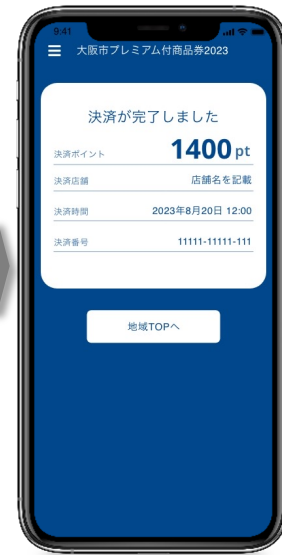 9:41
大阪市プレミアム付商品券2023
決済が完了しました
決済ポイント 1400 pt
決済店舗 店舗名を記載
決済時間 2023年8月20日 12:00
決済番号 11111-11111-111
地域TOPへ